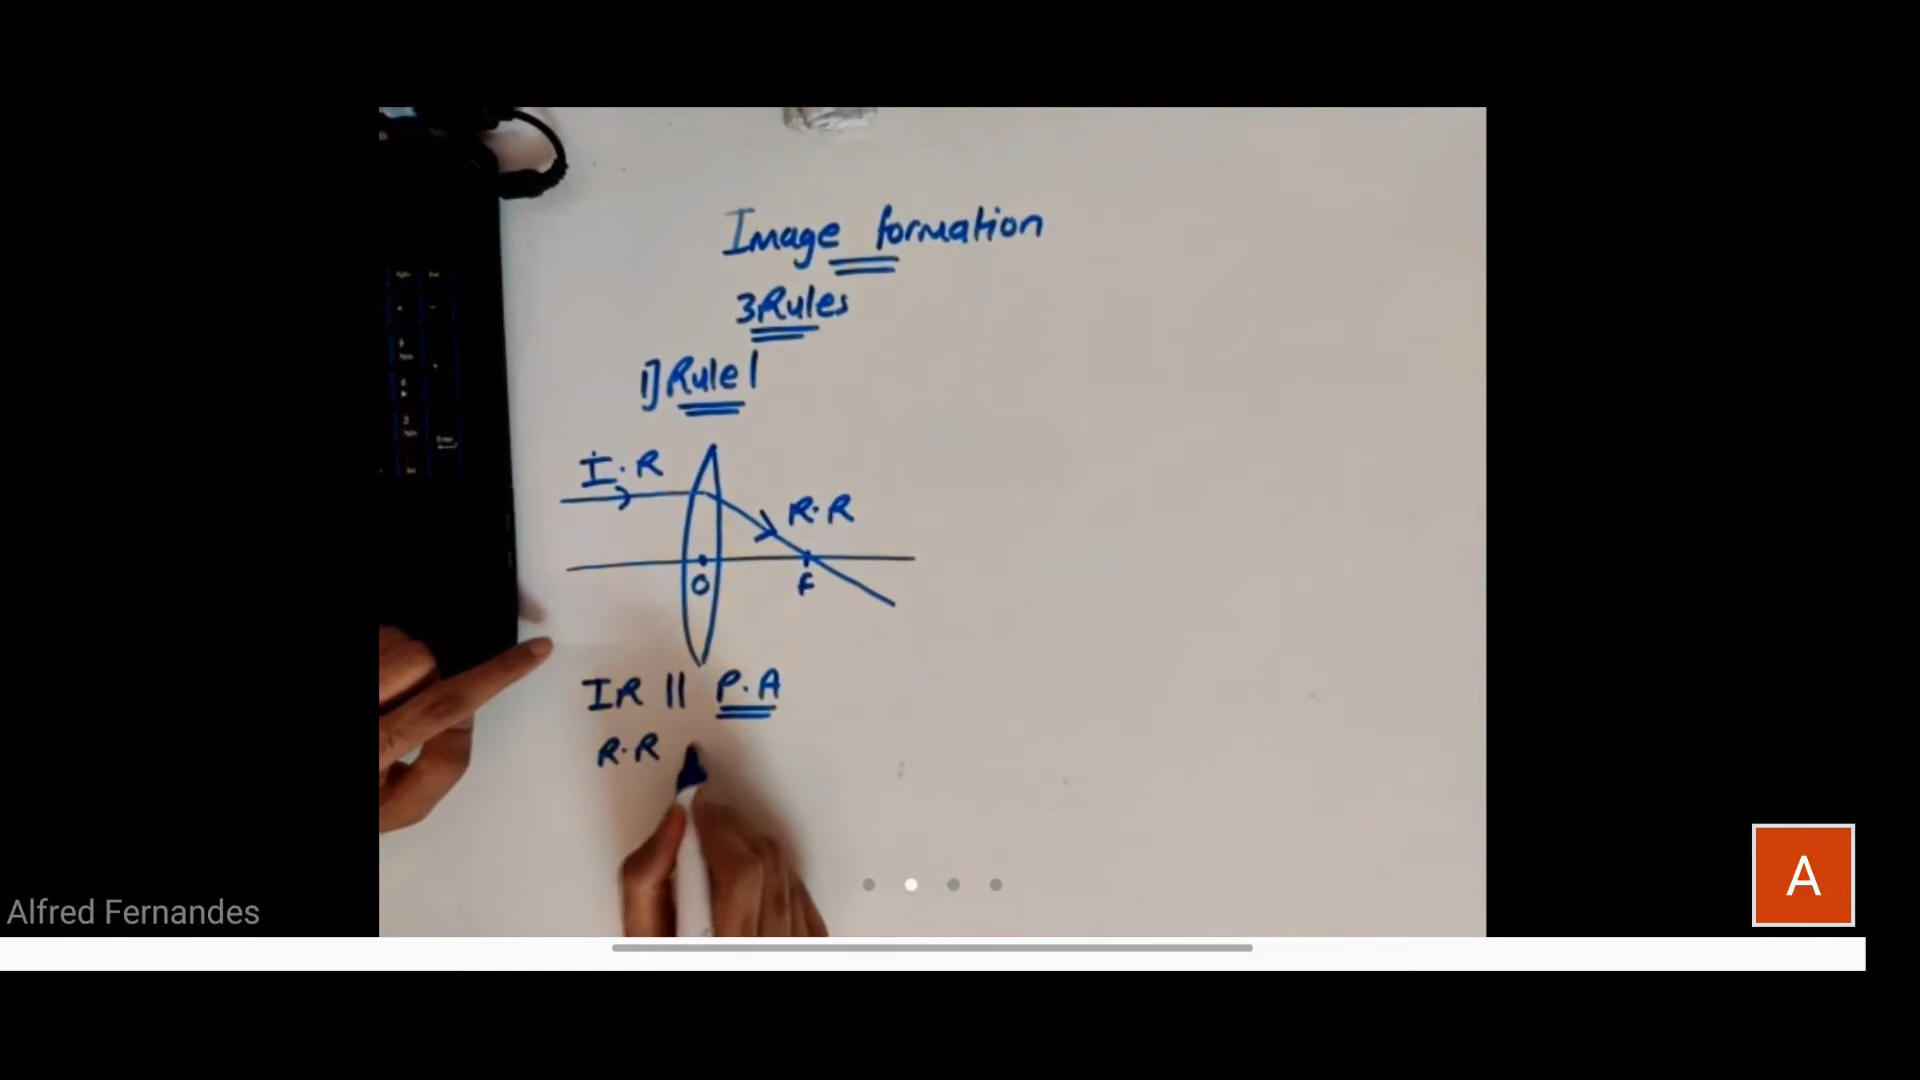 Image formation
3 Rules
1] Rule 1
I.R
R.R
O
F
IR || P.A
R.R
Alfred Fernandes
A